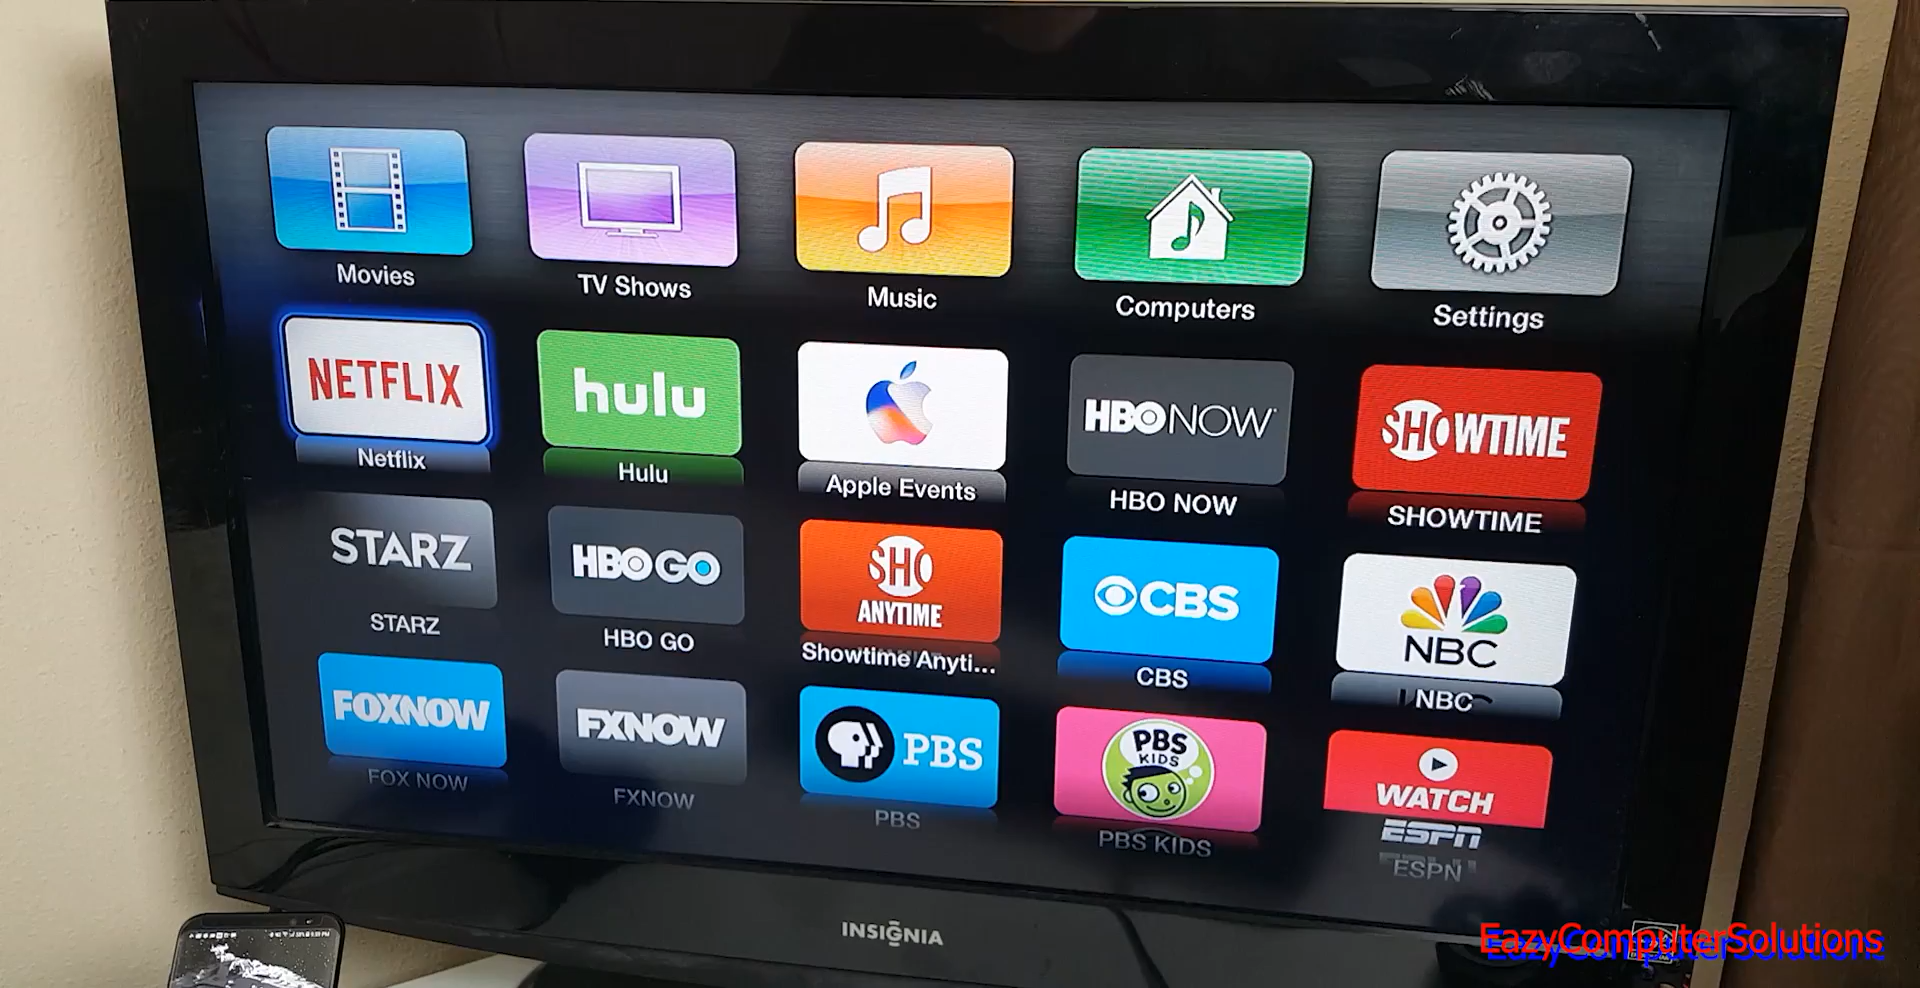 Movies
TV Shows
Music
Computers
Settings
NETFLIX
hulu
HBO NOW
SHOWTIME
Netflix
Hulu
Apple Events
HBO NOW
SHOWTIME
STARZ
HBO GO
SHO
ANYTIME
CBS
NBC
STARZ
HBO GO
Showtime Anyti...
CBS
NBC
FOXNOW
FXNOW
PBS
PBS
KIDS
WATCH
ESPN
FOX NOW
FXNOW
PBS
PBS KIDS
ESPN
INSIGNIA
EazyComputerSolutions